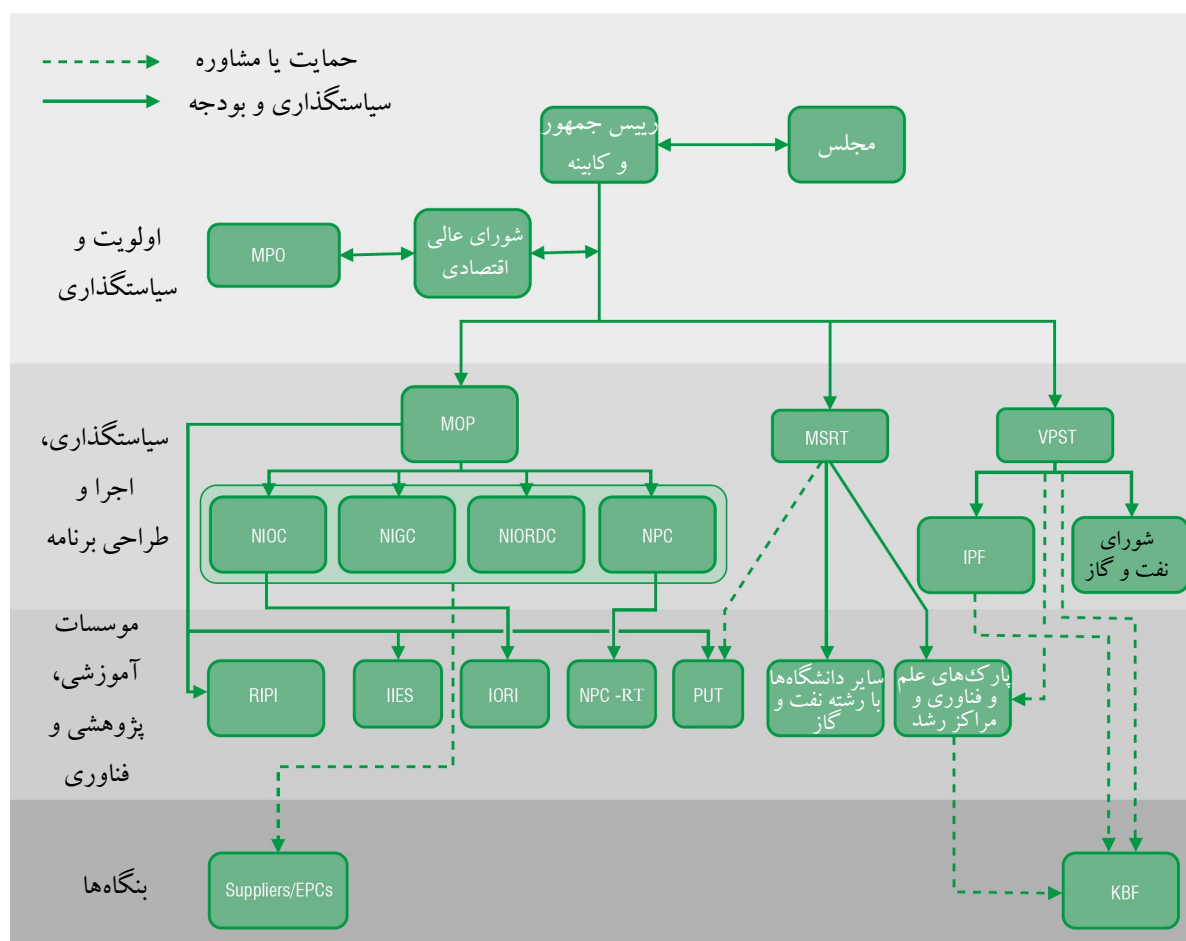 حمایت یا مشاوره
سیاستگذاری و بودجه
رییس جمهور
و کابینه
مجلس
اولویت و
سیاستگذاری
MPO
شورای عالی
اقتصادی
سیاستگذاری،
اجرا و
طراحی برنامه
MOP
MSRT
VPST
NIOC
NIGC
NIORDC
NPC
IPF
شورای
نفت و گاز
موسسات
آموزشی،
پژوهشی و
فناوری
RIPI
IIES
IORI
NPC -RT
PUT
سایر دانشگاه‌ها
با رشته نفت و
گاز
پارک‌های علم
و فناوری و
مراکز رشد
بنگاه‌ها
Suppliers/EPCs
KBF